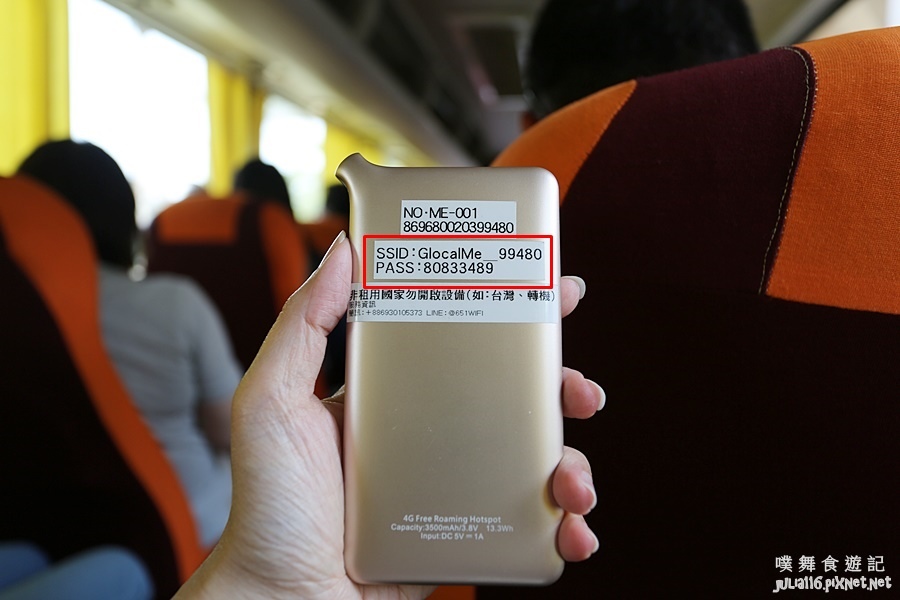 NO·ME-001
869680020399480
SSID:GlocalMe_99480
PASS:80833489
非租用國家勿開啟設備(如:台灣、轉機)
:+886930105373 LINE:@651WIFI
4G Free Roaming Hotspot
Capacity:3500mAh/3.8V 13.3Wh
Input:DC 5V⎓1A
噗舞食遊記
julia116.pixnet.net